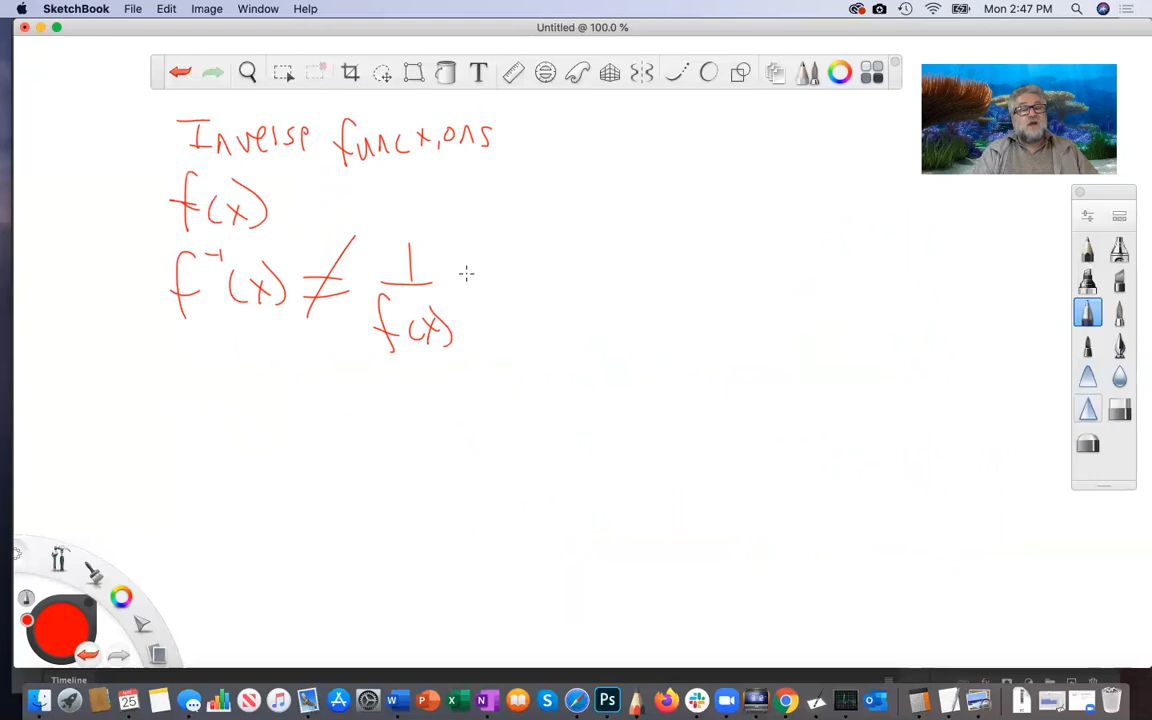 SketchBook File Edit Image Window Help Mon 2:47 PM
Untitled @ 100.0 %
Inverse functions
f(x)
f⁻¹(x) ≠ 1/f(x)
Timeline